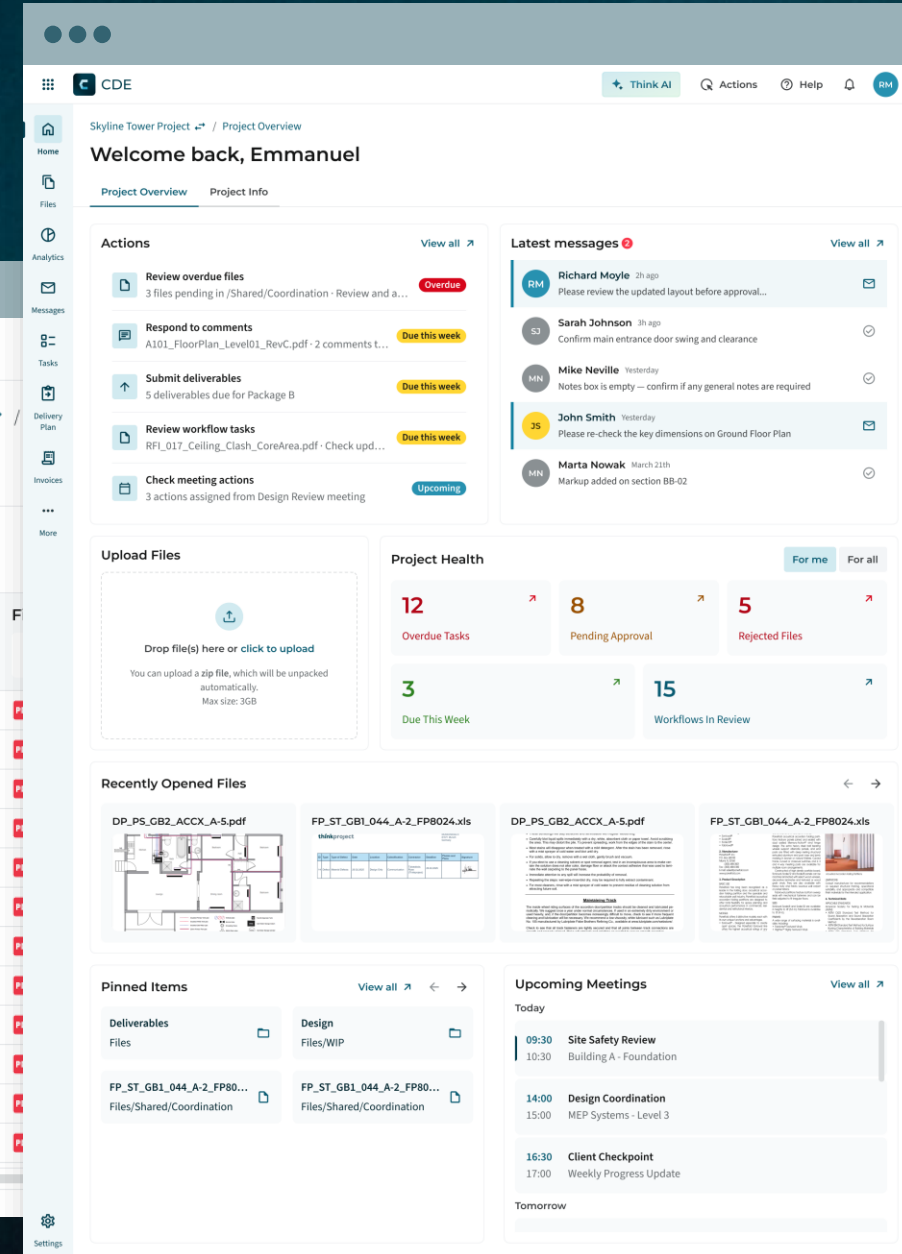 CDE
Think AI
Actions
Help
RM
Home
Files
Analytics
Messages
Tasks
Delivery
Plan
Invoices
More
Settings
Skyline Tower Project / Project Overview
Welcome back, Emmanuel
Project Overview
Project Info
Actions
View all
Review overdue files
3 files pending in /Shared/Coordination · Review and a...
Overdue
Respond to comments
A101_FloorPlan_Level01_RevC.pdf · 2 comments t...
Due this week
Submit deliverables
5 deliverables due for Package B
Due this week
Review workflow tasks
RFI_017_Ceiling_Clash_CoreArea.pdf · Check upd...
Due this week
Check meeting actions
3 actions assigned from Design Review meeting
Upcoming
Latest messages 2
View all
RM
Richard Moyle 2h ago
Please review the updated layout before approval...
SJ
Sarah Johnson 3h ago
Confirm main entrance door swing and clearance
MN
Mike Neville Yesterday
Notes box is empty — confirm if any general notes are required
JS
John Smith Yesterday
Please re-check the key dimensions on Ground Floor Plan
MN
Marta Nowak March 21th
Markup added on section BB-02
Upload Files
Drop file(s) here or click to upload
You can upload a zip file, which will be unpacked
automatically.
Max size: 3GB
Project Health
For me
For all
12
Overdue Tasks
8
Pending Approval
5
Rejected Files
3
Due This Week
15
Workflows In Review
Recently Opened Files
DP_PS_GB2_ACCX_A-5.pdf
FP_ST_GB1_044_A-2_FP8024.xls
thinkproject
DP_PS_GB2_ACCX_A-5.pdf
Maintaining Track
FP_ST_GB1_044_A-2_FP8024.xls
Pinned Items
View all
Deliverables
Files
Design
Files/WIP
FP_ST_GB1_044_A-2_FP80...
Files/Shared/Coordination
FP_ST_GB1_044_A-2_FP80...
Files/Shared/Coordination
Upcoming Meetings
View all
Today
09:30 Site Safety Review
10:30 Building A - Foundation
14:00 Design Coordination
15:00 MEP Systems - Level 3
16:30 Client Checkpoint
17:00 Weekly Progress Update
Tomorrow